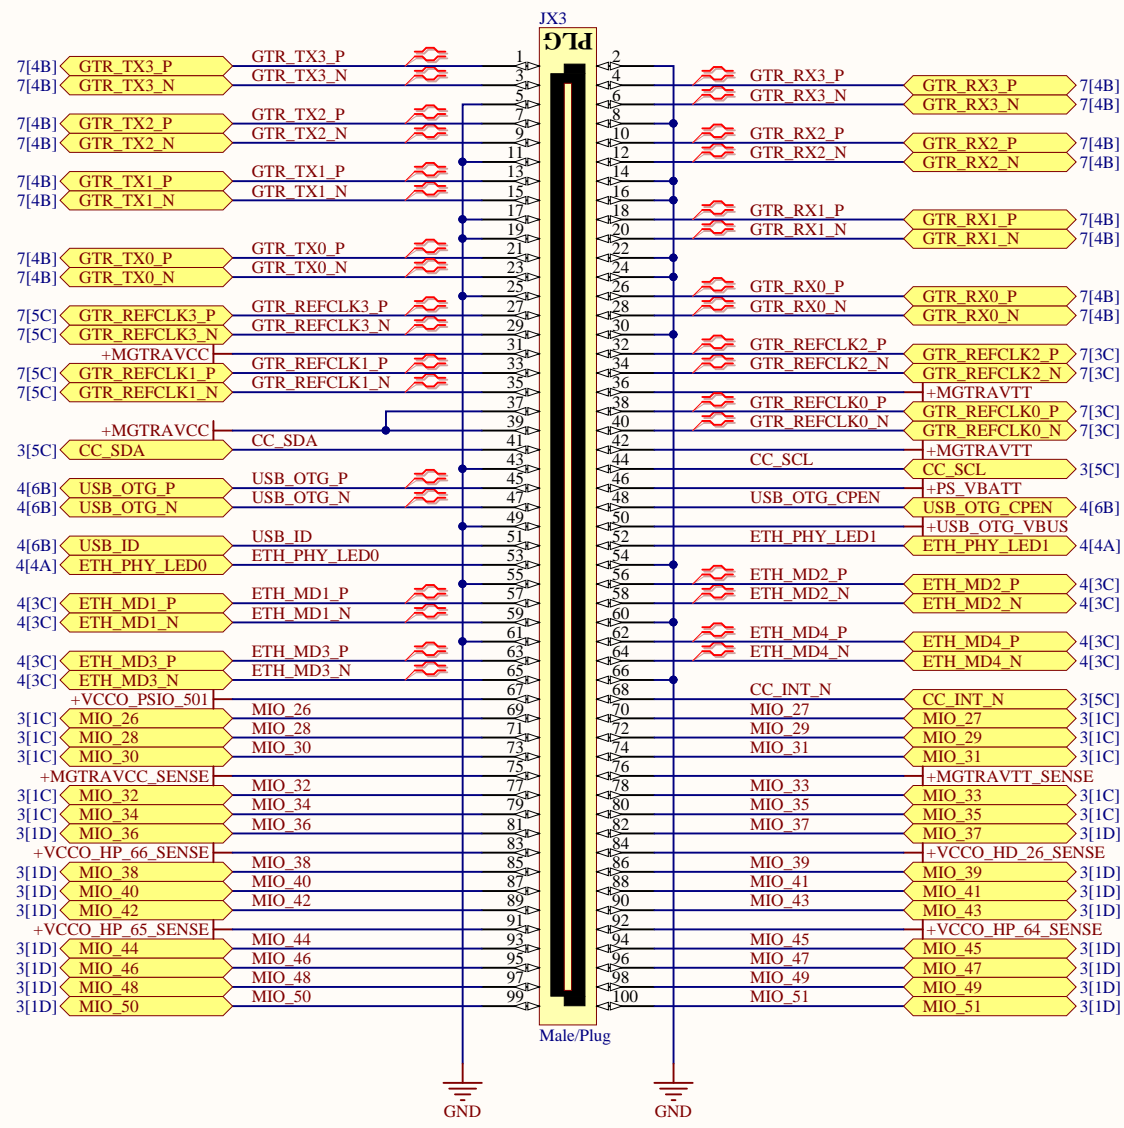 JX3
PLG
7[4B] GTR_TX3_P GTR_TX3_P 1 2
7[4B] GTR_TX3_N GTR_TX3_N 3 4 GTR_RX3_P GTR_RX3_P 7[4B]
5 6 GTR_RX3_N GTR_RX3_N 7[4B]
7[4B] GTR_TX2_P GTR_TX2_P 7 8
7[4B] GTR_TX2_N GTR_TX2_N 9 10 GTR_RX2_P GTR_RX2_P 7[4B]
11 12 GTR_RX2_N GTR_RX2_N 7[4B]
7[4B] GTR_TX1_P GTR_TX1_P 13 14
7[4B] GTR_TX1_N GTR_TX1_N 15 16
17 18 GTR_RX1_P GTR_RX1_P 7[4B]
19 20 GTR_RX1_N GTR_RX1_N 7[4B]
7[4B] GTR_TX0_P GTR_TX0_P 21 22
7[4B] GTR_TX0_N GTR_TX0_N 23 24
25 26 GTR_RX0_P GTR_RX0_P 7[4B]
7[5C] GTR_REFCLK3_P GTR_REFCLK3_P 27 28 GTR_RX0_N GTR_RX0_N 7[4B]
7[5C] GTR_REFCLK3_N GTR_REFCLK3_N 29 30
+MGTRAVCC 31 32 GTR_REFCLK2_P GTR_REFCLK2_P 7[3C]
7[5C] GTR_REFCLK1_P GTR_REFCLK1_P 33 34 GTR_REFCLK2_N GTR_REFCLK2_N 7[3C]
7[5C] GTR_REFCLK1_N GTR_REFCLK1_N 35 36 +MGTRAVTT
37 38 GTR_REFCLK0_P GTR_REFCLK0_P 7[3C]
+MGTRAVCC 39 40 GTR_REFCLK0_N GTR_REFCLK0_N 7[3C]
3[5C] CC_SDA CC_SDA 41 42 +MGTRAVTT
43 44 CC_SCL CC_SCL 3[5C]
4[6B] USB_OTG_P USB_OTG_P 45 46 +PS_VBATT
4[6B] USB_OTG_N USB_OTG_N 47 48 USB_OTG_CPEN USB_OTG_CPEN 4[6B]
49 50 +USB_OTG_VBUS
4[6B] USB_ID USB_ID 51 52 ETH_PHY_LED1 ETH_PHY_LED1 4[4A]
4[4A] ETH_PHY_LED0 ETH_PHY_LED0 53 54
55 56 ETH_MD2_P ETH_MD2_P 4[3C]
4[3C] ETH_MD1_P ETH_MD1_P 57 58 ETH_MD2_N ETH_MD2_N 4[3C]
4[3C] ETH_MD1_N ETH_MD1_N 59 60
61 62 ETH_MD4_P ETH_MD4_P 4[3C]
4[3C] ETH_MD3_P ETH_MD3_P 63 64 ETH_MD4_N ETH_MD4_N 4[3C]
4[3C] ETH_MD3_N ETH_MD3_N 65 66
+VCCO_PSIO_501 67 68 CC_INT_N CC_INT_N 3[5C]
3[1C] MIO_26 MIO_26 69 70 MIO_27 MIO_27 3[1C]
3[1C] MIO_28 MIO_28 71 72 MIO_29 MIO_29 3[1C]
3[1C] MIO_30 MIO_30 73 74 MIO_31 MIO_31 3[1C]
+MGTRAVCC_SENSE 75 76 +MGTRAVTT_SENSE
3[1C] MIO_32 MIO_32 77 78 MIO_33 MIO_33 3[1C]
3[1C] MIO_34 MIO_34 79 80 MIO_35 MIO_35 3[1C]
3[1D] MIO_36 MIO_36 81 82 MIO_37 MIO_37 3[1D]
+VCCO_HP_66_SENSE 83 84 +VCCO_HD_26_SENSE
3[1D] MIO_38 MIO_38 85 86 MIO_39 MIO_39 3[1D]
3[1D] MIO_40 MIO_40 87 88 MIO_41 MIO_41 3[1D]
3[1D] MIO_42 MIO_42 89 90 MIO_43 MIO_43 3[1D]
+VCCO_HP_65_SENSE 91 92 +VCCO_HP_64_SENSE
3[1D] MIO_44 MIO_44 93 94 MIO_45 MIO_45 3[1D]
3[1D] MIO_46 MIO_46 95 96 MIO_47 MIO_47 3[1D]
3[1D] MIO_48 MIO_48 97 98 MIO_49 MIO_49 3[1D]
3[1D] MIO_50 MIO_50 99 100 MIO_51 MIO_51 3[1D]
Male/Plug
GND GND